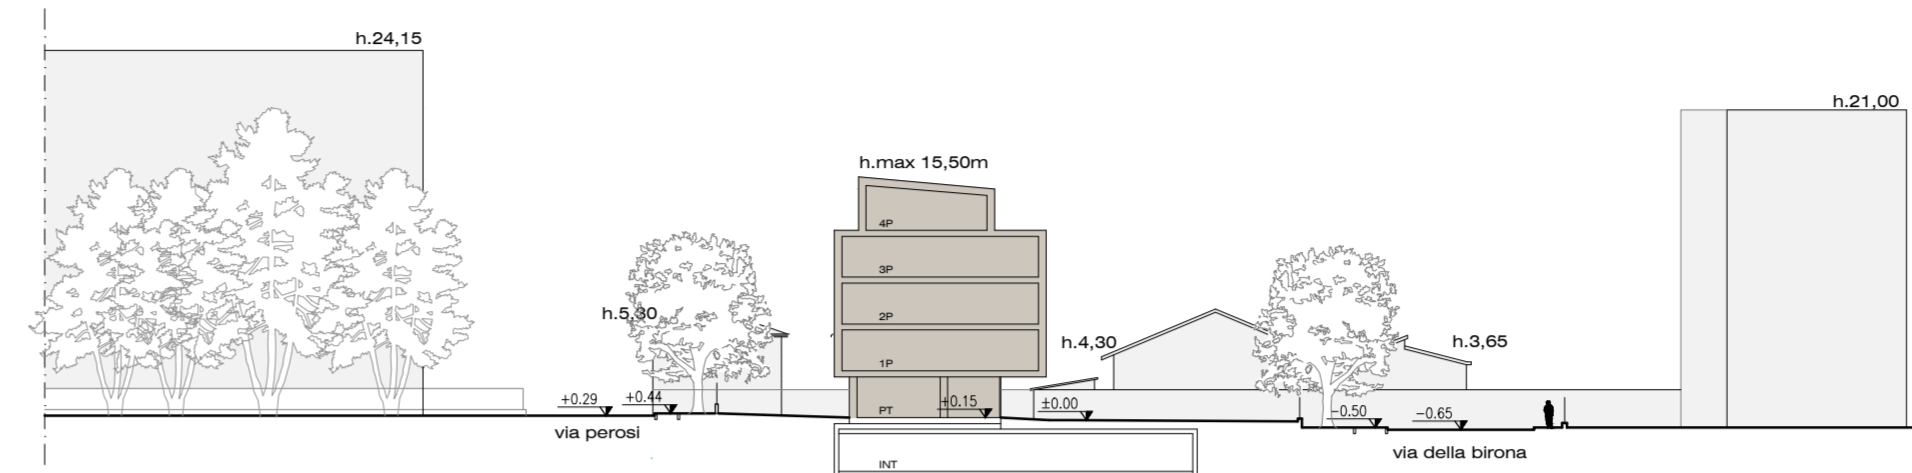 h.24,15
h.21,00
h.max 15,50m
4P
3P
h.5,30
2P
h.4,30
h.3,65
1P
+0.29
+0.44
PT
+0.15
±0.00
−0.50
−0.65
via perosi
via della birona
INT